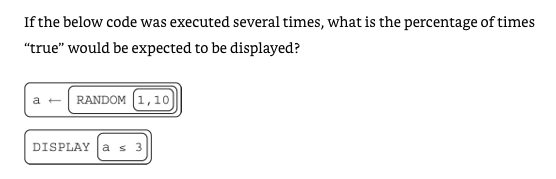 If the below code was executed several times, what is the percentage of times
“true” would be expected to be displayed?
a ← RANDOM 1,10
DISPLAY a ≤ 3